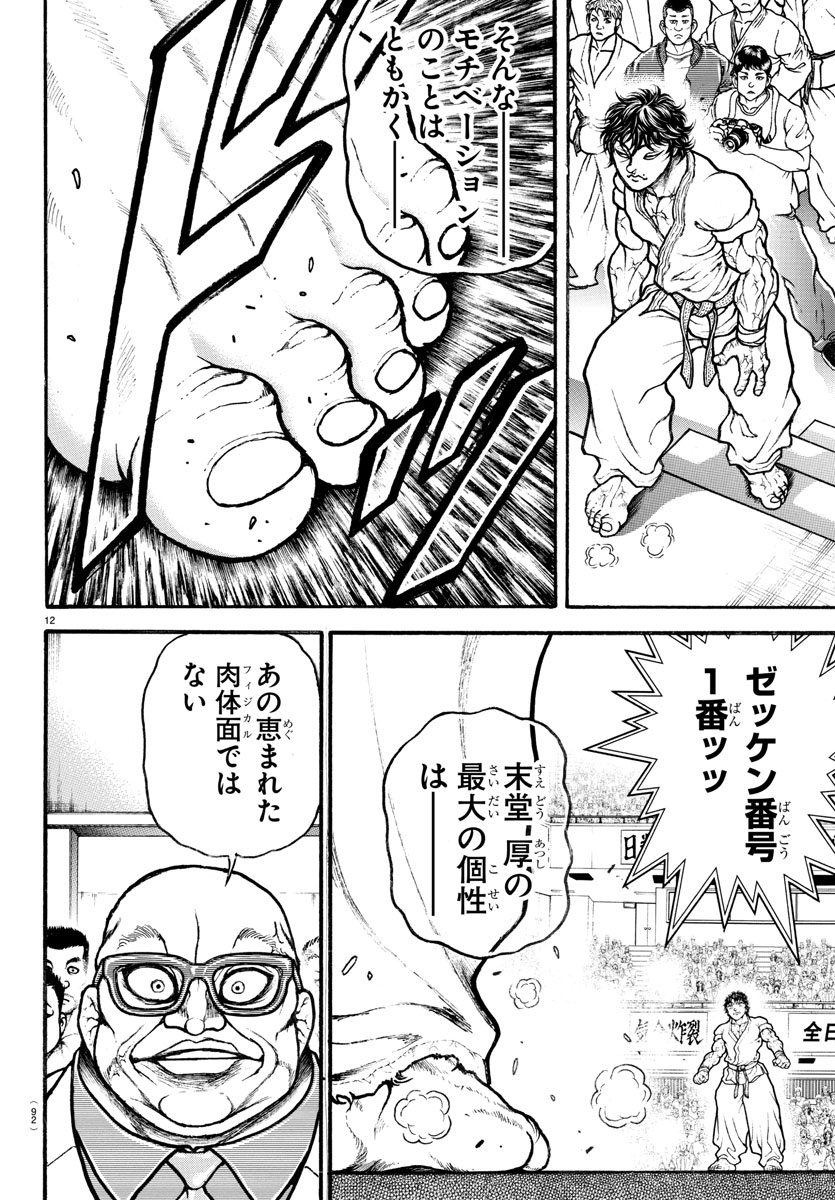 そんな
モチベーション
のことは
ともかく――
ゼッケン番号
1番ッッ
末堂 厚の
最大の個性
は――
あの恵まれた
肉体面では
ない
12
92
全日